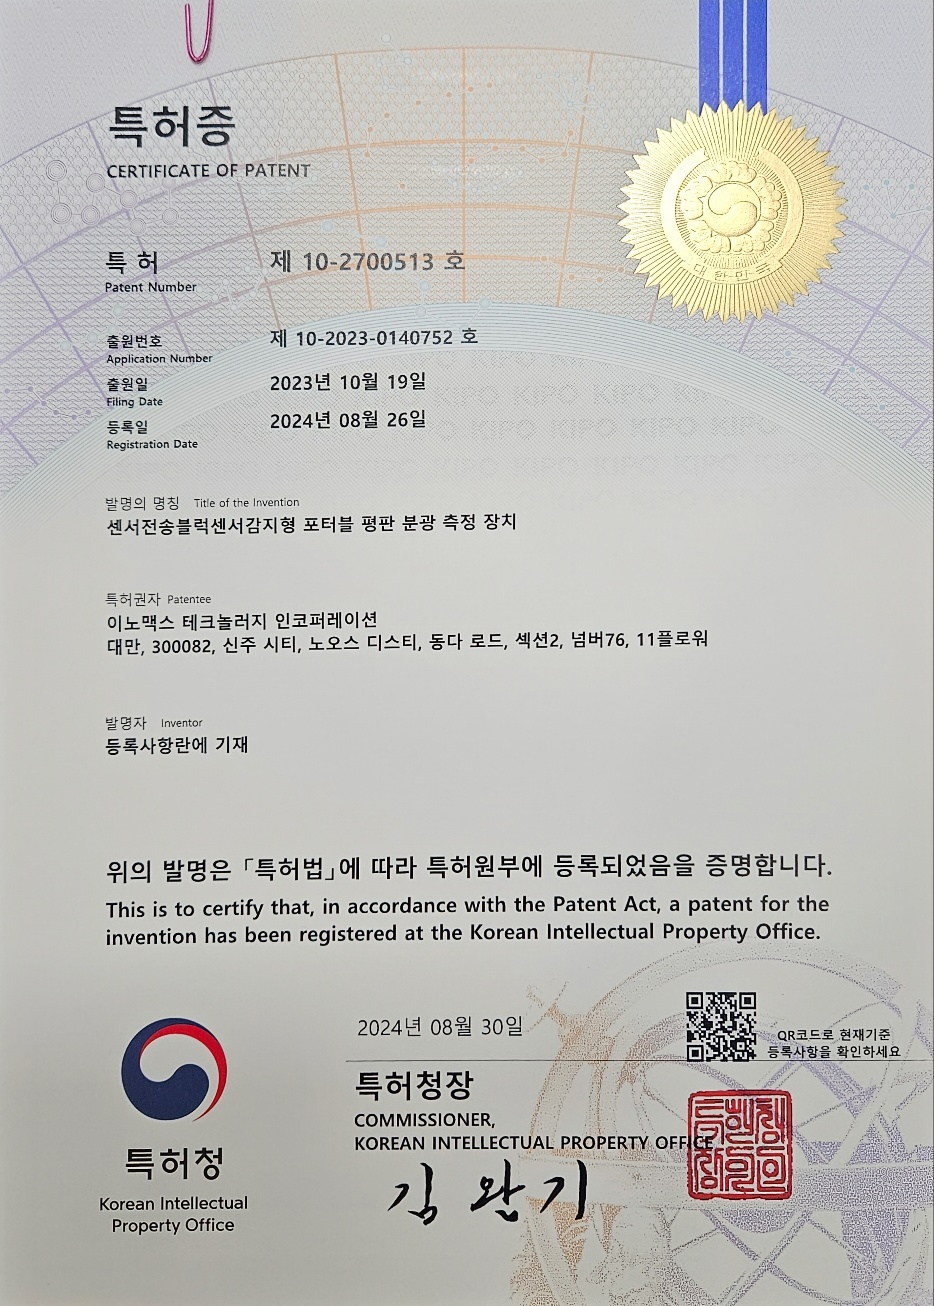 특허증
CERTIFICATE OF PATENT
대한민국
특 허 제 10-2700513 호
Patent Number
출원번호 제 10-2023-0140752 호
Application Number
출원일 2023년 10월 19일
Filing Date
등록일 2024년 08월 26일
Registration Date
발명의 명칭 Title of the Invention
센서전송블럭센서감지형 포터블 평판 분광 측정 장치
특허권자 Patentee
이노맥스 테크놀러지 인코퍼레이션
대만, 300082, 신주 시티, 노오스 디스티, 동다 로드, 섹션2, 넘버76, 11플로워
발명자 Inventor
등록사항란에 기재
위의 발명은 「특허법」에 따라 특허원부에 등록되었음을 증명합니다.
This is to certify that, in accordance with the Patent Act, a patent for the
invention has been registered at the Korean Intellectual Property Office.
2024년 08월 30일
QR코드로 현재기준
등록사항을 확인하세요
특허청장
COMMISSIONER,
KOREAN INTELLECTUAL PROPERTY OFFICE
김 완 기
특허청
Korean Intellectual
Property Office